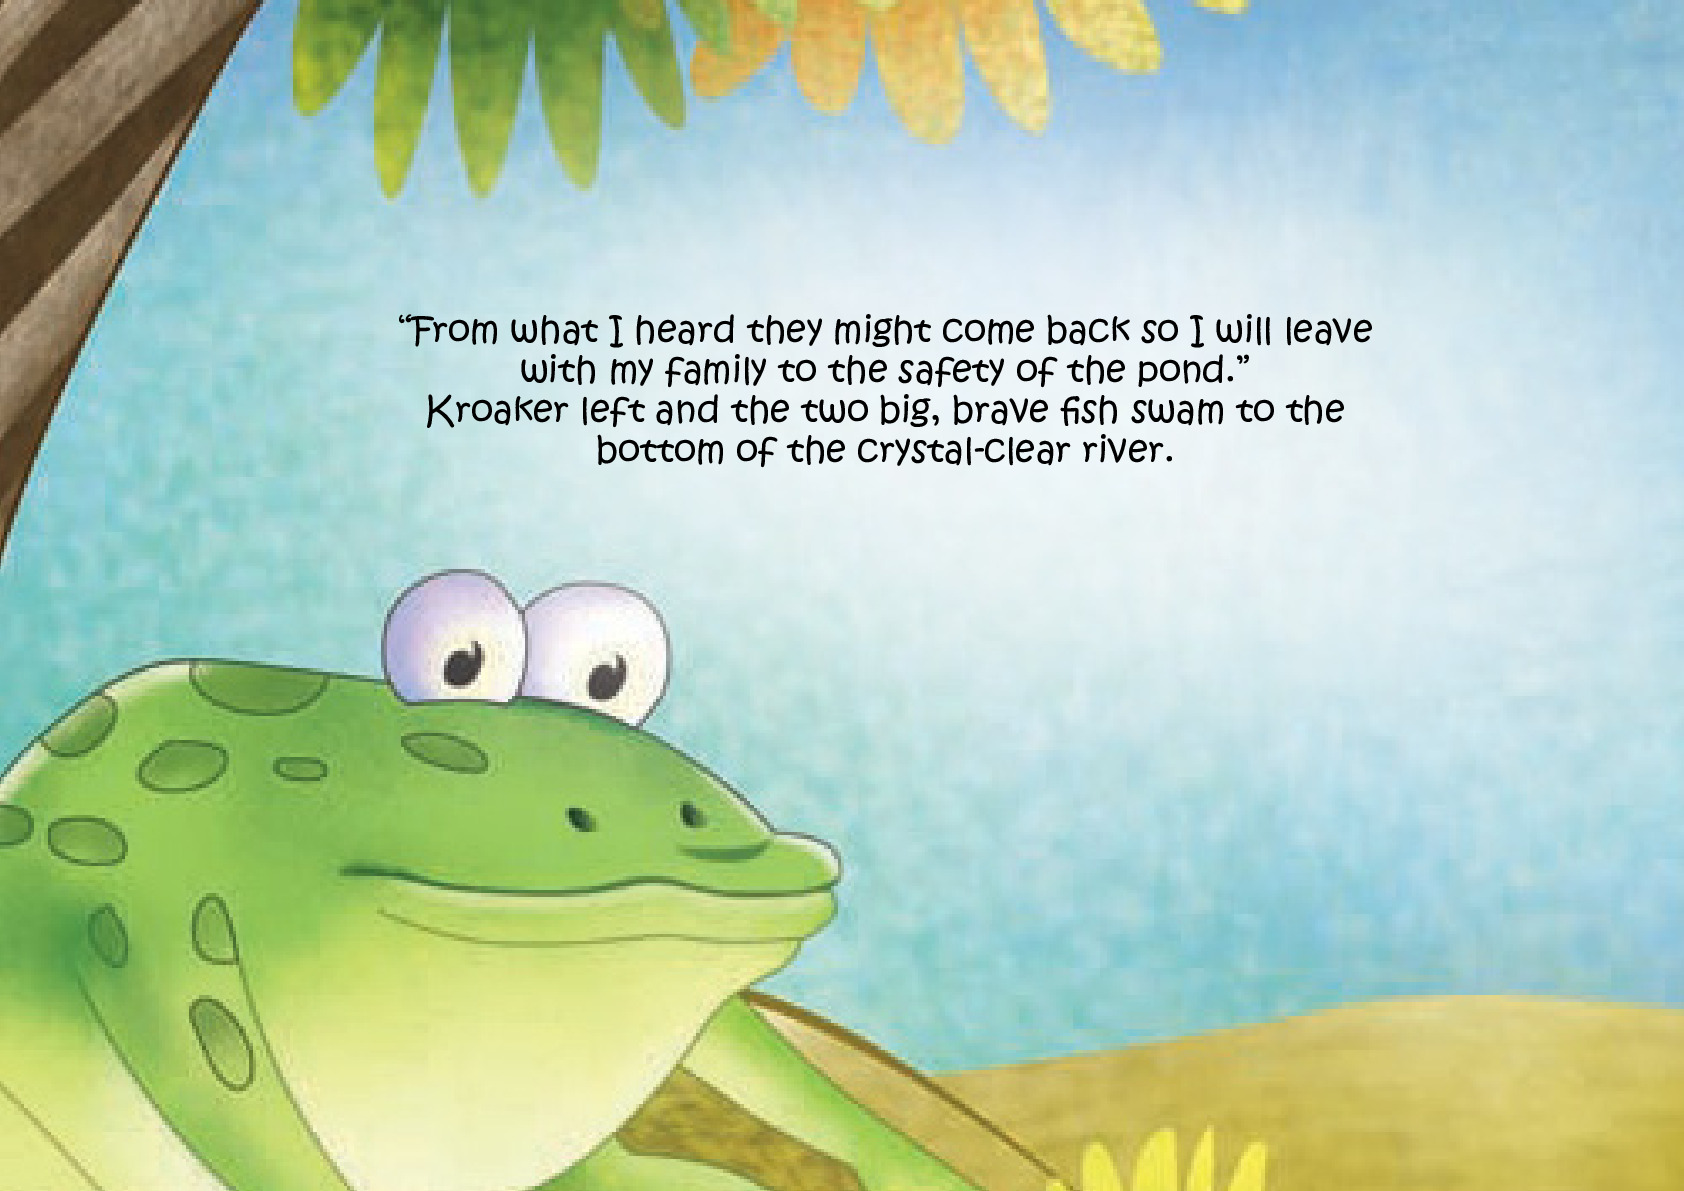 “From what I heard they might come back so I will leave
with my family to the safety of the pond.”
Kroaker left and the two big, brave fish swam to the
bottom of the crystal-clear river.